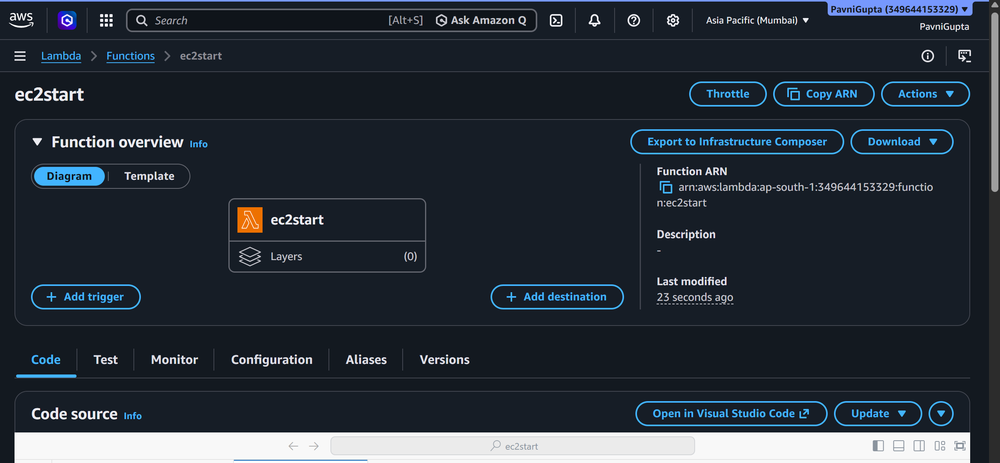 aws
Search
[Alt+S]
Ask Amazon Q
Asia Pacific (Mumbai)
PavniGupta (349644153329)
PavniGupta
Lambda
Functions
ec2start
ec2start
Throttle
Copy ARN
Actions
Function overview
Info
Export to Infrastructure Composer
Download
Diagram
Template
ec2start
Layers
(0)
Add trigger
Add destination
Function ARN
arn:aws:lambda:ap-south-1:349644153329:functio
n:ec2start
Description
-
Last modified
23 seconds ago
Code
Test
Monitor
Configuration
Aliases
Versions
Code source
Info
Open in Visual Studio Code
Update
ec2start